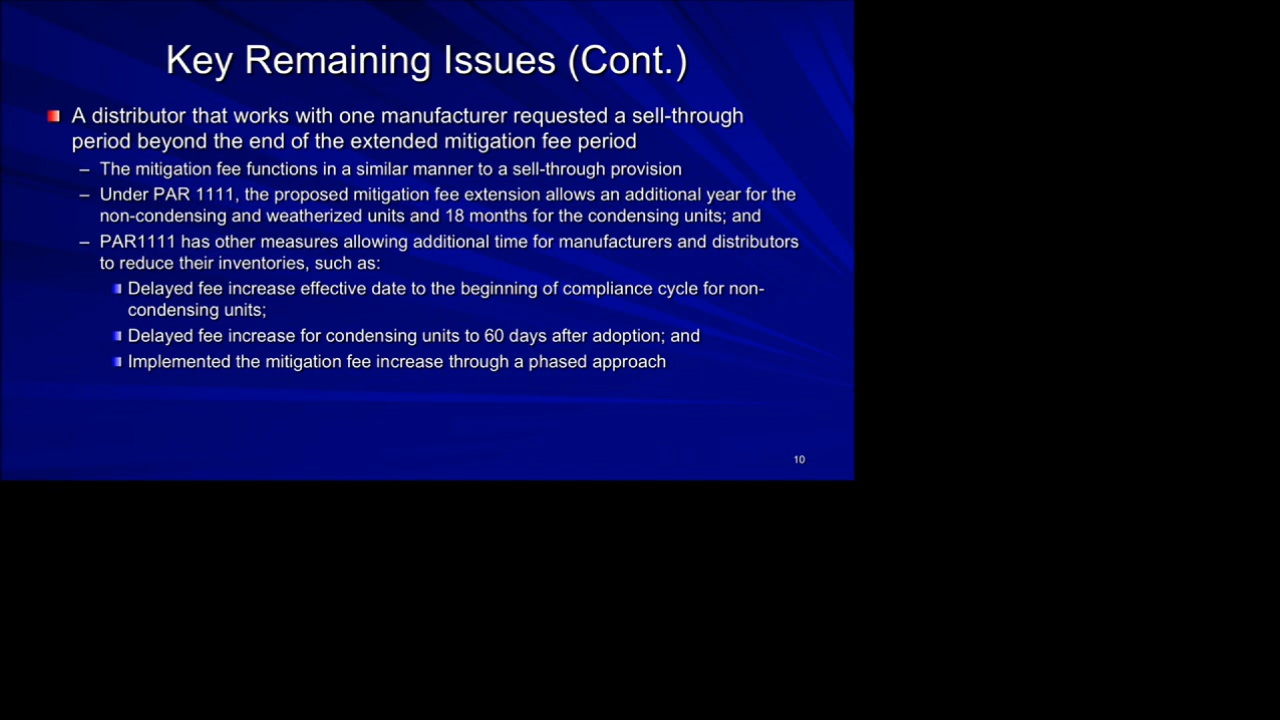 Key Remaining Issues (Cont.)
A distributor that works with one manufacturer requested a sell-through
period beyond the end of the extended mitigation fee period
– The mitigation fee functions in a similar manner to a sell-through provision
– Under PAR 1111, the proposed mitigation fee extension allows an additional year for the
non-condensing and weatherized units and 18 months for the condensing units; and
– PAR1111 has other measures allowing additional time for manufacturers and distributors
to reduce their inventories, such as:
Delayed fee increase effective date to the beginning of compliance cycle for non-
condensing units;
Delayed fee increase for condensing units to 60 days after adoption; and
Implemented the mitigation fee increase through a phased approach
10